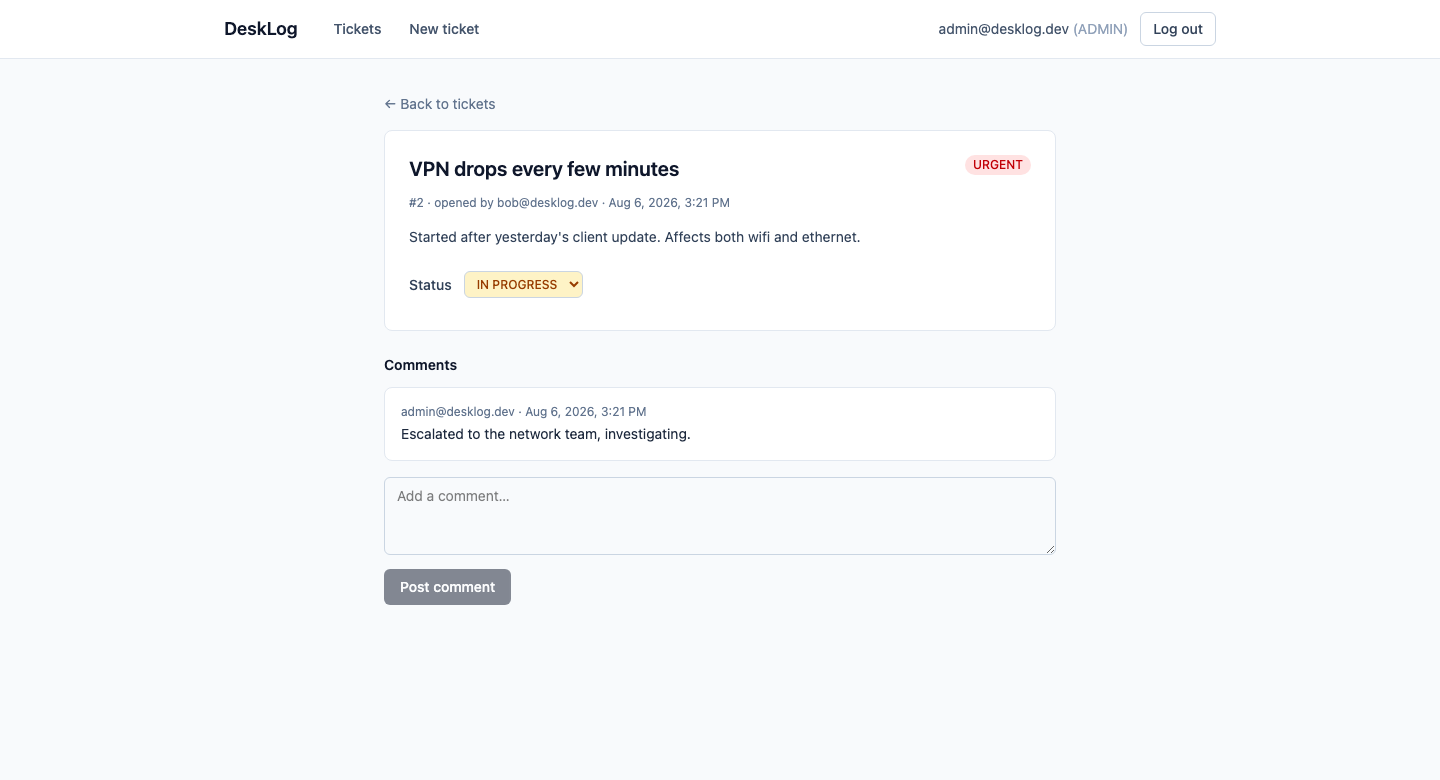 DeskLog Tickets New ticket admin@desklog.dev (ADMIN) Log out
← Back to tickets
VPN drops every few minutes URGENT
#2 · opened by bob@desklog.dev · Aug 6, 2026, 3:21 PM
Started after yesterday's client update. Affects both wifi and ethernet.
Status IN PROGRESS
Comments
admin@desklog.dev · Aug 6, 2026, 3:21 PM
Escalated to the network team, investigating.
Add a comment…
Post comment